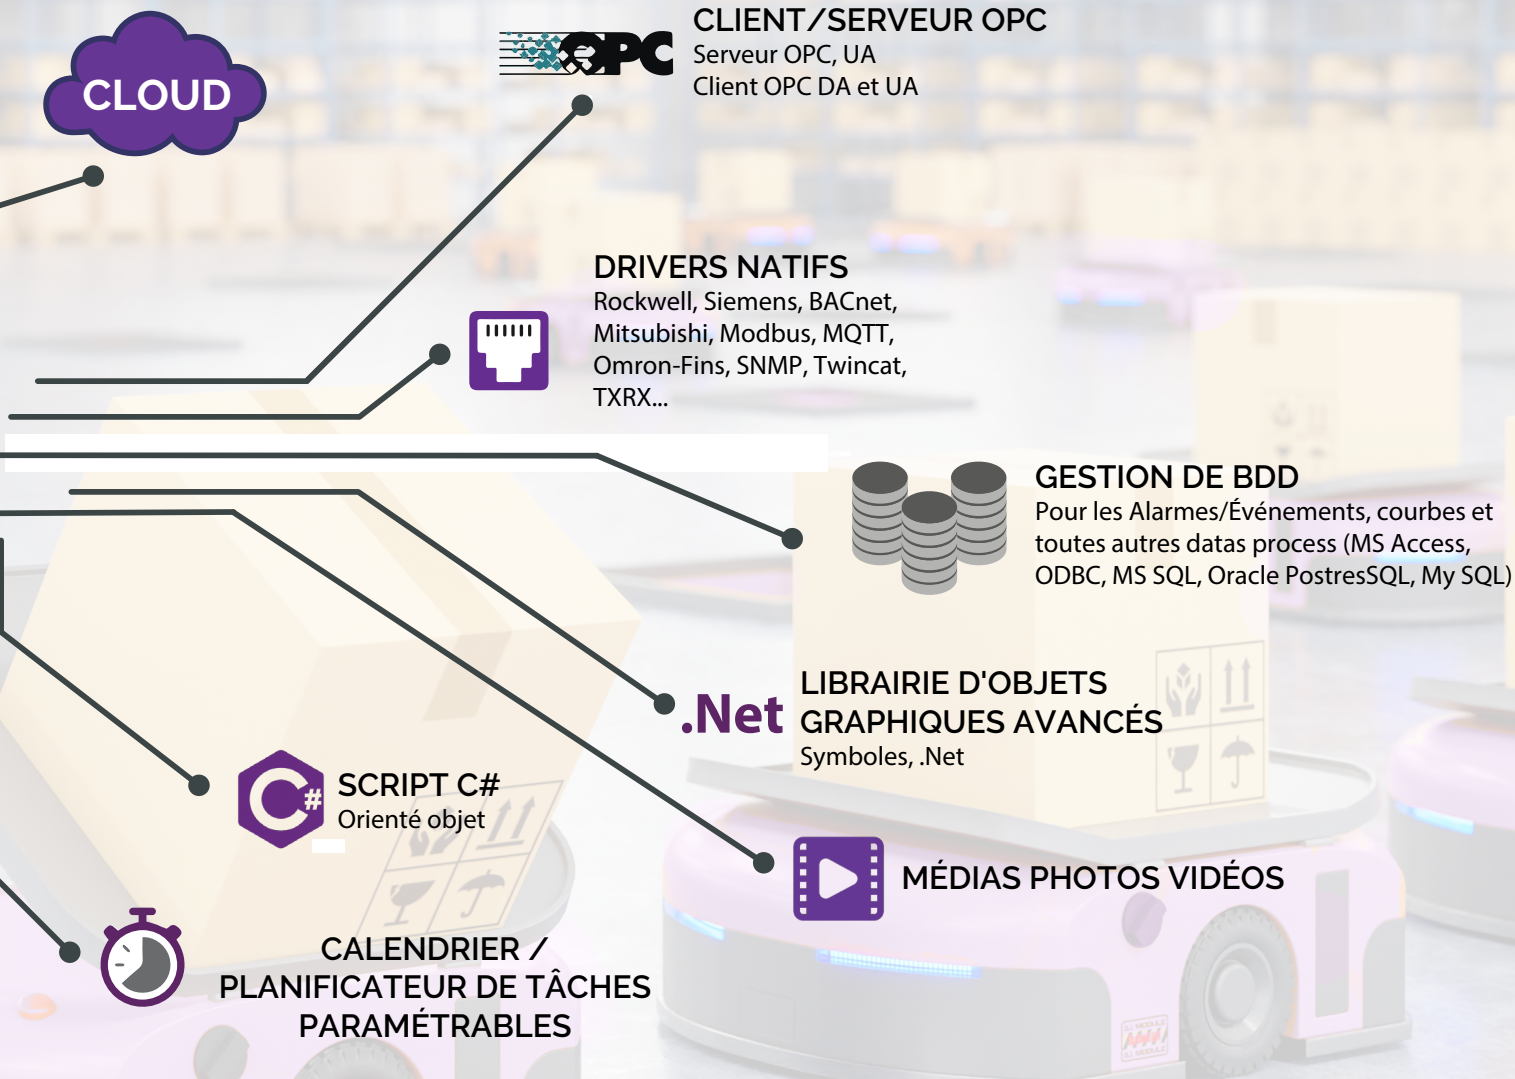 CLOUD
OPC
CLIENT/SERVEUR OPC
Serveur OPC, UA
Client OPC DA et UA
DRIVERS NATIFS
Rockwell, Siemens, BACnet,
Mitsubishi, Modbus, MQTT,
Omron-Fins, SNMP, Twincat,
TXRX...
GESTION DE BDD
Pour les Alarmes/Événements, courbes et
toutes autres datas process (MS Access,
ODBC, MS SQL, Oracle PostresSQL, My SQL)
.Net
LIBRAIRIE D'OBJETS
GRAPHIQUES AVANCÉS
Symboles, .Net
C#
SCRIPT C#
Orienté objet
MÉDIAS PHOTOS VIDÉOS
CALENDRIER /
PLANIFICATEUR DE TÂCHES
PARAMÉTRABLES